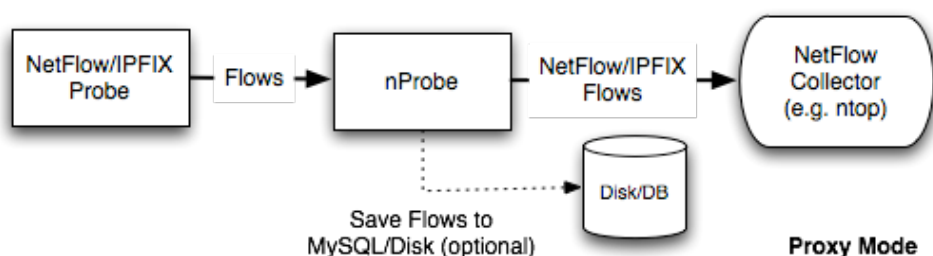 NetFlow/IPFIX
Probe
Flows
nProbe
NetFlow/IPFIX
Flows
NetFlow
Collector
(e.g. ntop)
Disk/DB
Save Flows to
MySQL/Disk (optional)
Proxy Mode